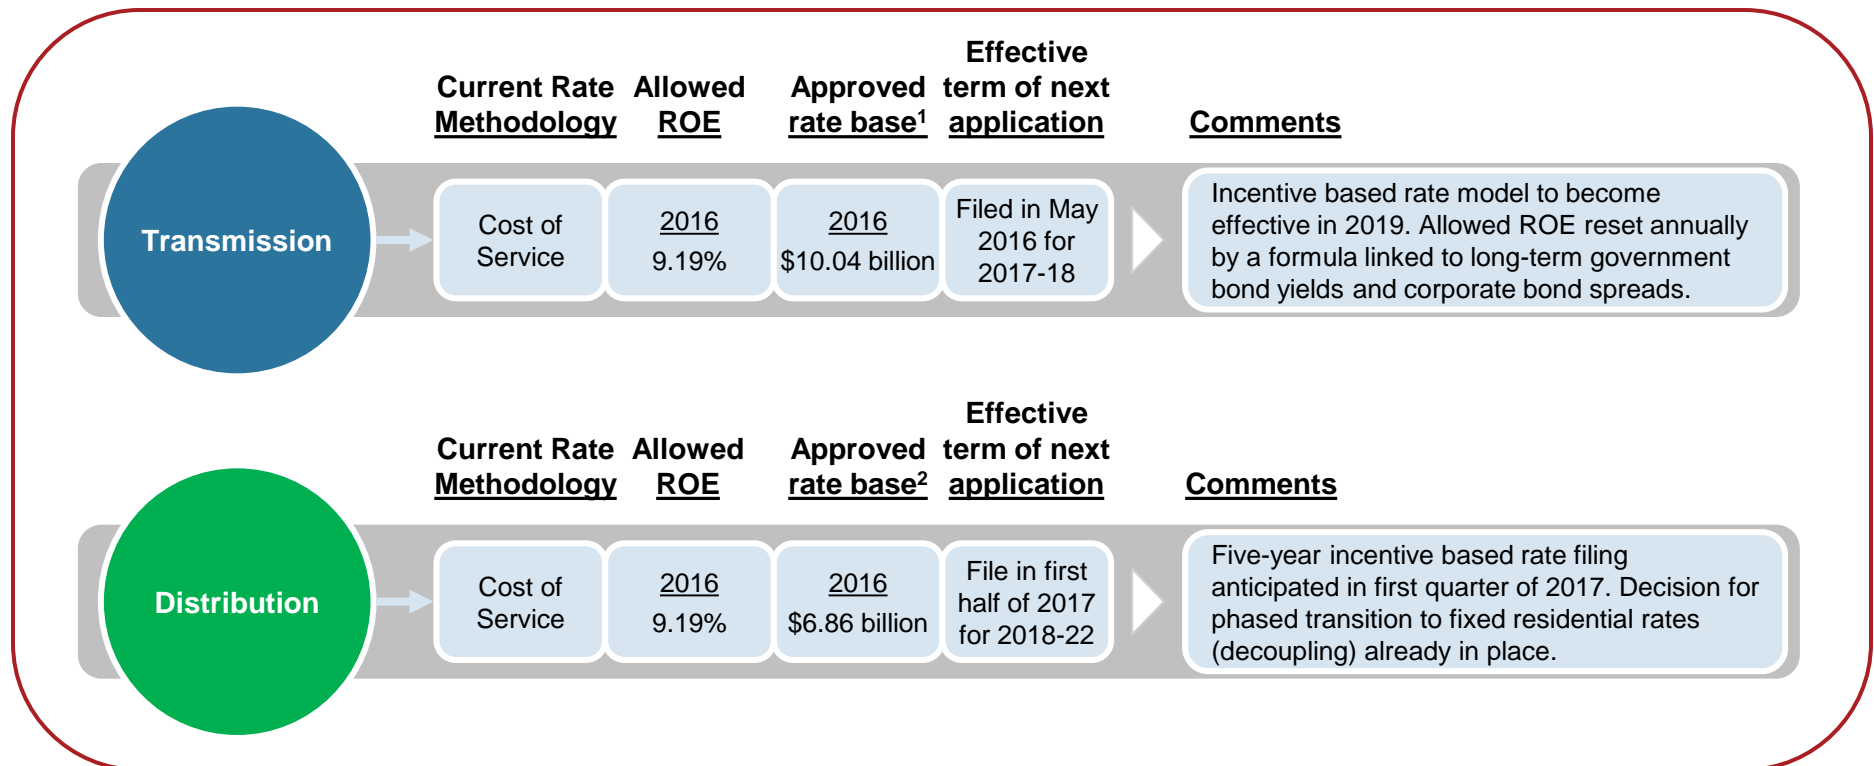 Current Rate
Methodology
Allowed
ROE
Approved
rate base¹
Effective
term of next
application
Comments
Transmission
Cost of
Service
2016
9.19%
2016
$10.04 billion
Filed in May
2016 for
2017-18
Incentive based rate model to become
effective in 2019. Allowed ROE reset annually
by a formula linked to long-term government
bond yields and corporate bond spreads.
Current Rate
Methodology
Allowed
ROE
Approved
rate base²
Effective
term of next
application
Comments
Distribution
Cost of
Service
2016
9.19%
2016
$6.86 billion
File in first
half of 2017
for 2018-22
Five-year incentive based rate filing
anticipated in first quarter of 2017. Decision for
phased transition to fixed residential rates
(decoupling) already in place.